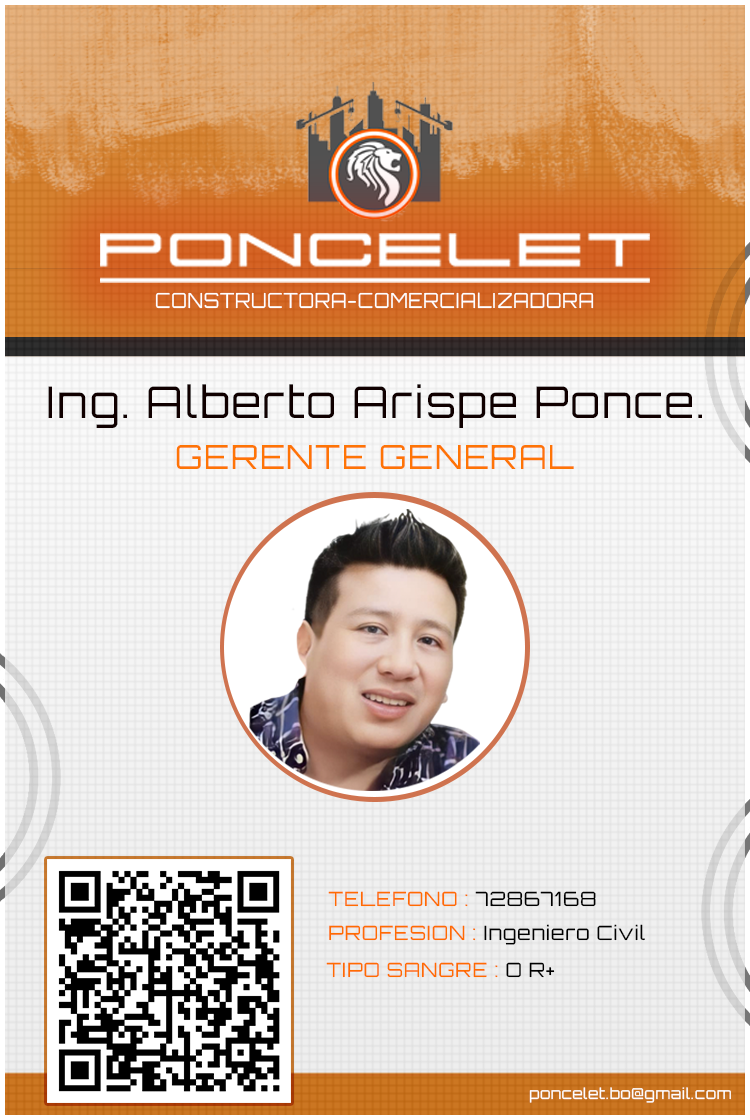 PONCELET
CONSTRUCTORA-COMERCIALIZADORA
Ing. Alberto Arispe Ponce.
GERENTE GENERAL
TELEFONO : 72867168
PROFESION : Ingeniero Civil
TIPO SANGRE : O R+
poncelet.bo@gmail.com